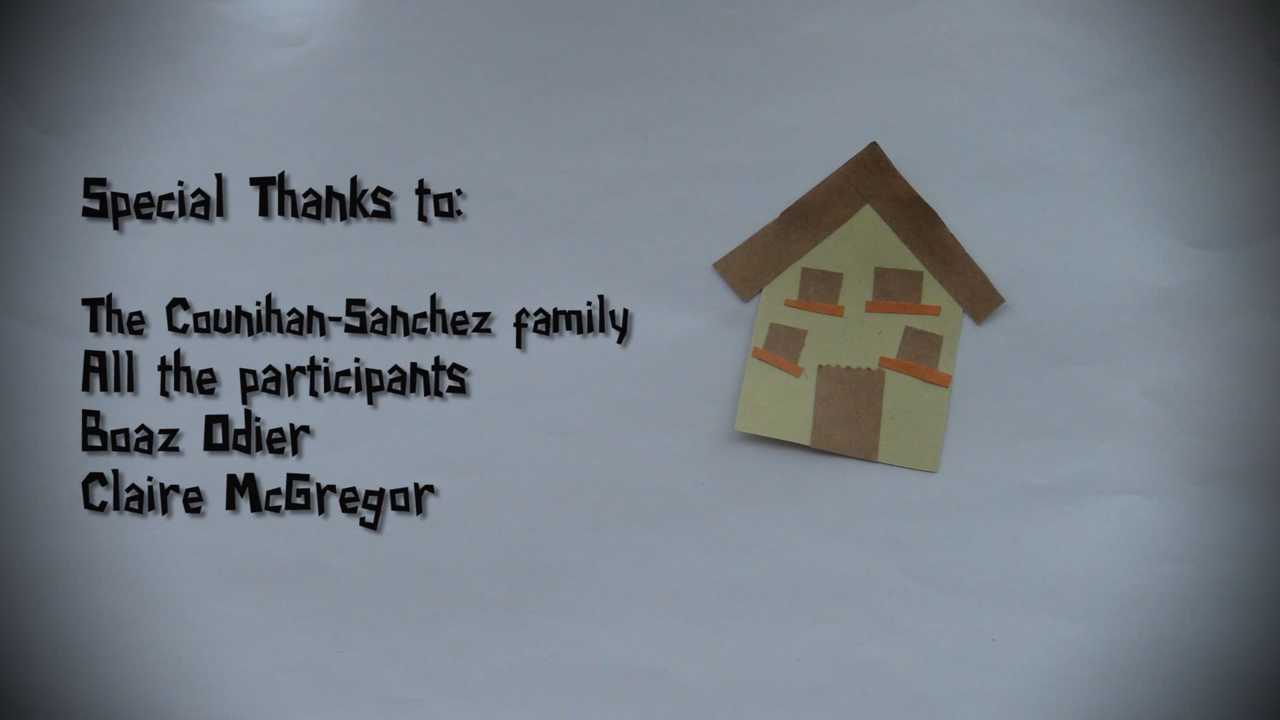 Special Thanks to:
The Counihan-Sanchez family
All the participants
Boaz Odier
Claire McGregor